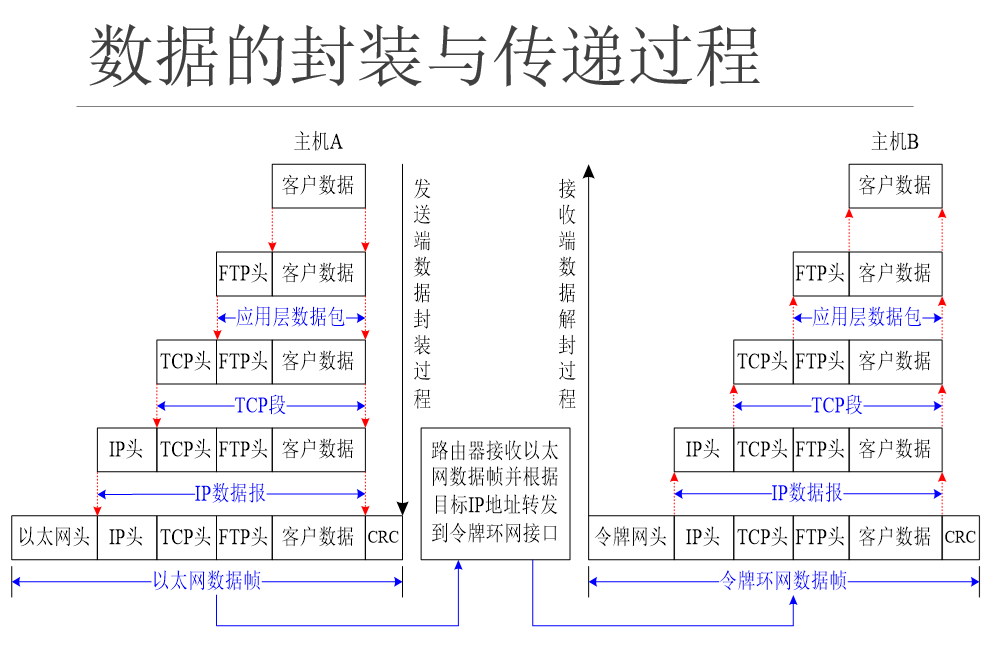 数据的封装与传递过程
主机A
客户数据
FTP头 客户数据
应用层数据包
TCP头 FTP头 客户数据
TCP段
IP头 TCP头 FTP头 客户数据
IP数据报
以太网头 IP头 TCP头 FTP头 客户数据 CRC
以太网数据帧
发送端数据封装过程
路由器接收以太
网数据帧并根据
目标IP地址转发
到令牌环网接口
接收端数据解封过程
主机B
客户数据
FTP头 客户数据
应用层数据包
TCP头 FTP头 客户数据
TCP段
IP头 TCP头 FTP头 客户数据
IP数据报
令牌网头 IP头 TCP头 FTP头 客户数据 CRC
令牌环网数据帧